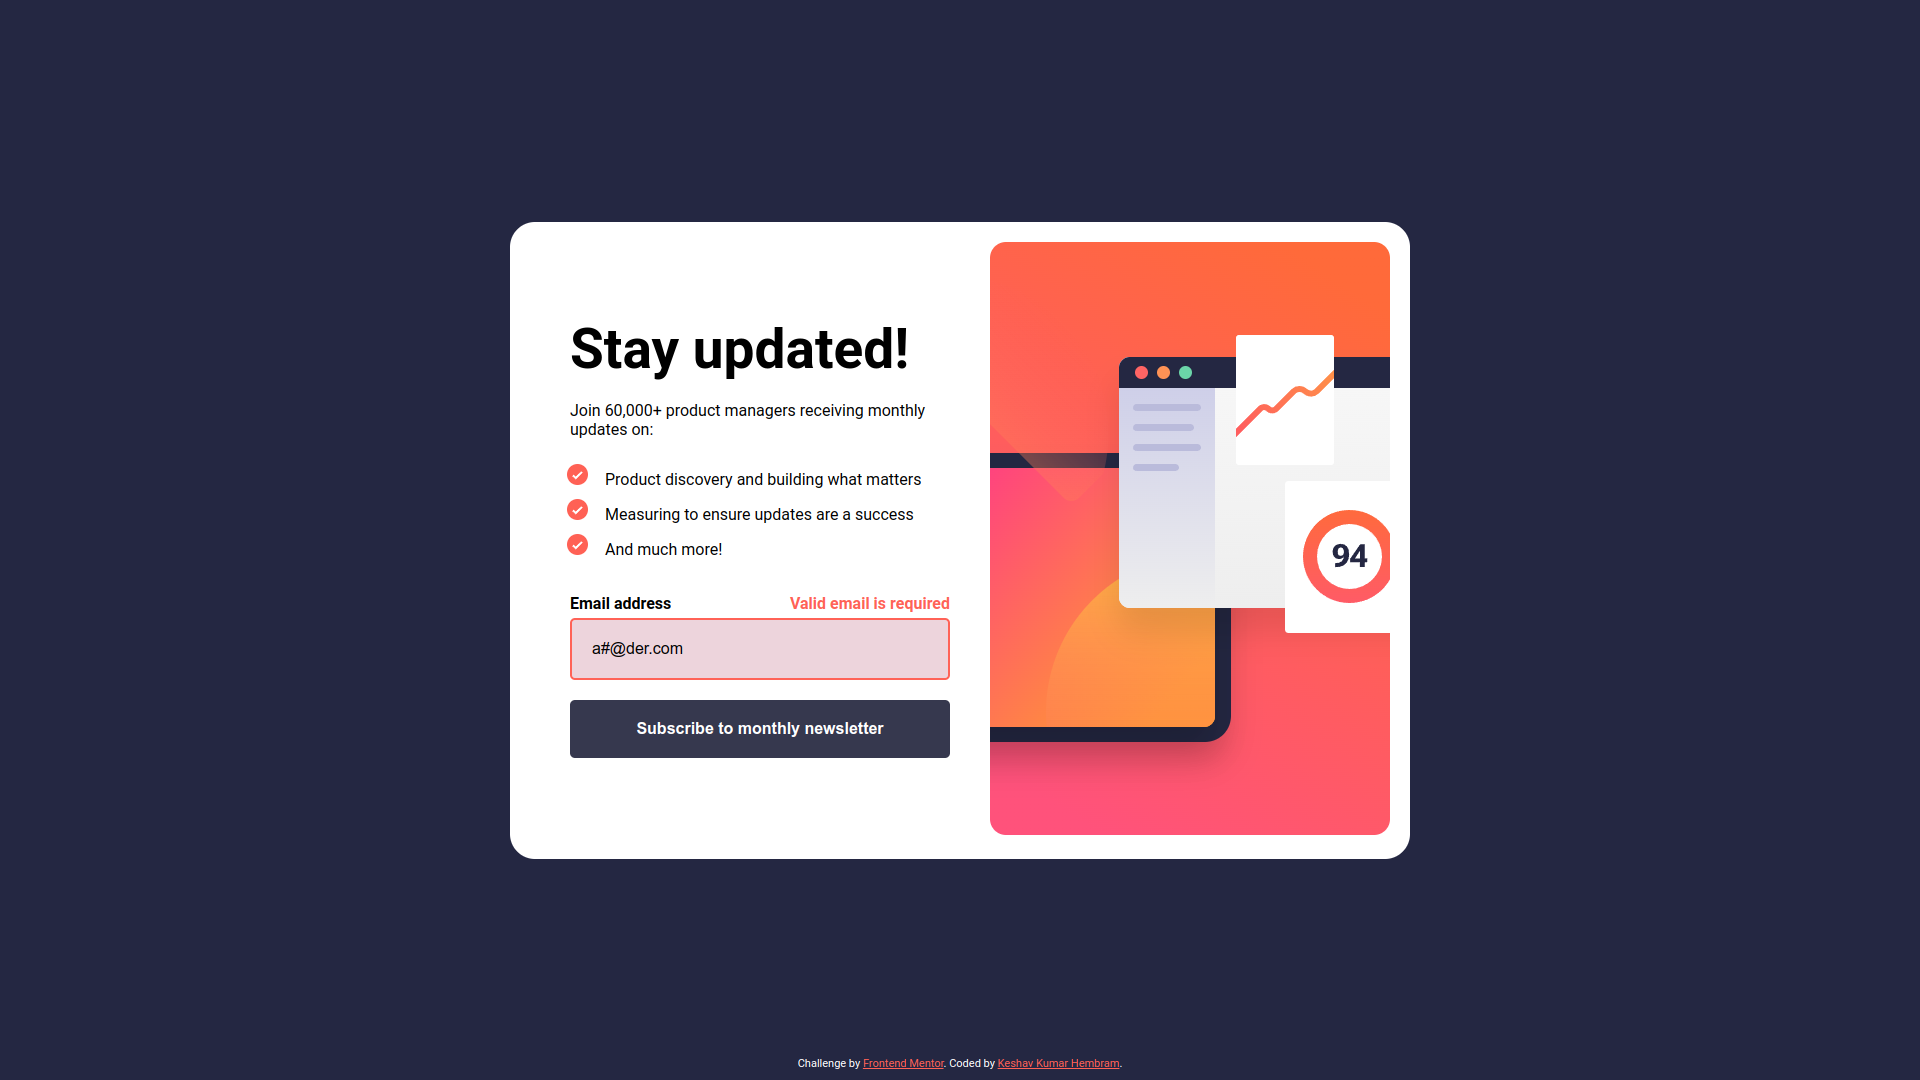 Stay updated!
Join 60,000+ product managers receiving monthly
updates on:
Product discovery and building what matters
Measuring to ensure updates are a success
And much more!
Email address
Valid email is required
a#@der.com
Subscribe to monthly newsletter
94
Challenge by Frontend Mentor. Coded by Keshav Kumar Hembram.